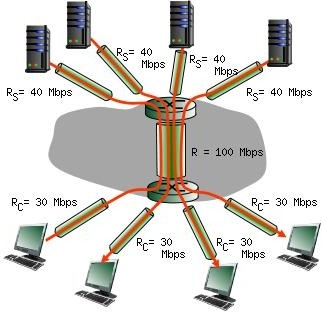 RS= 40
Mbps
RS= 40
Mbps
RS= 40 Mbps
RS= 40 Mbps
R = 100 Mbps
RC= 30 Mbps
RC= 30 Mbps
RC= 30
Mbps
RC= 30
Mbps